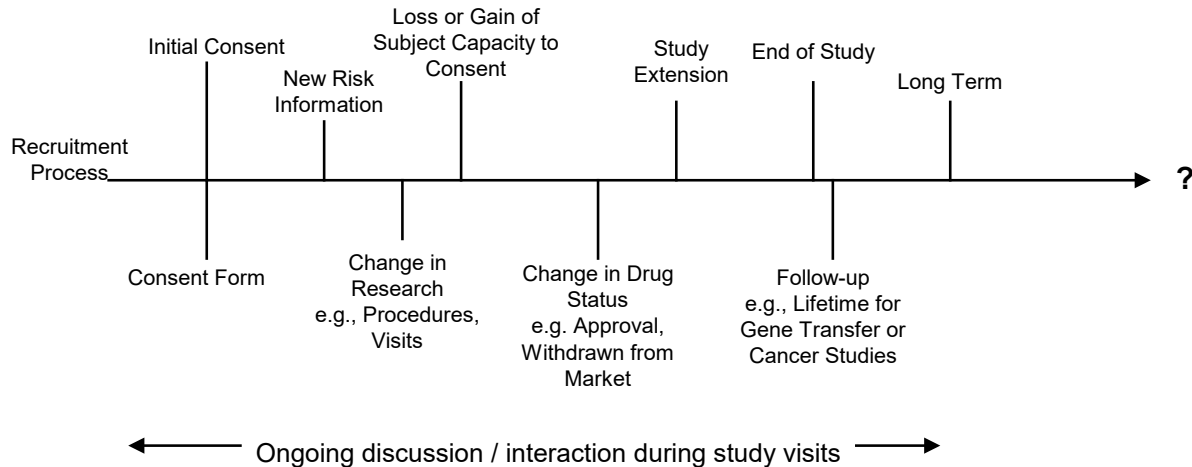 Initial Consent
New Risk
Information
Loss or Gain of
Subject Capacity to
Consent
Study
Extension
End of Study
Long Term
Recruitment
Process
?
Consent Form
Change in
Research
e.g., Procedures,
Visits
Change in Drug
Status
e.g. Approval,
Withdrawn from
Market
Follow-up
e.g., Lifetime for
Gene Transfer or
Cancer Studies
Ongoing discussion / interaction during study visits